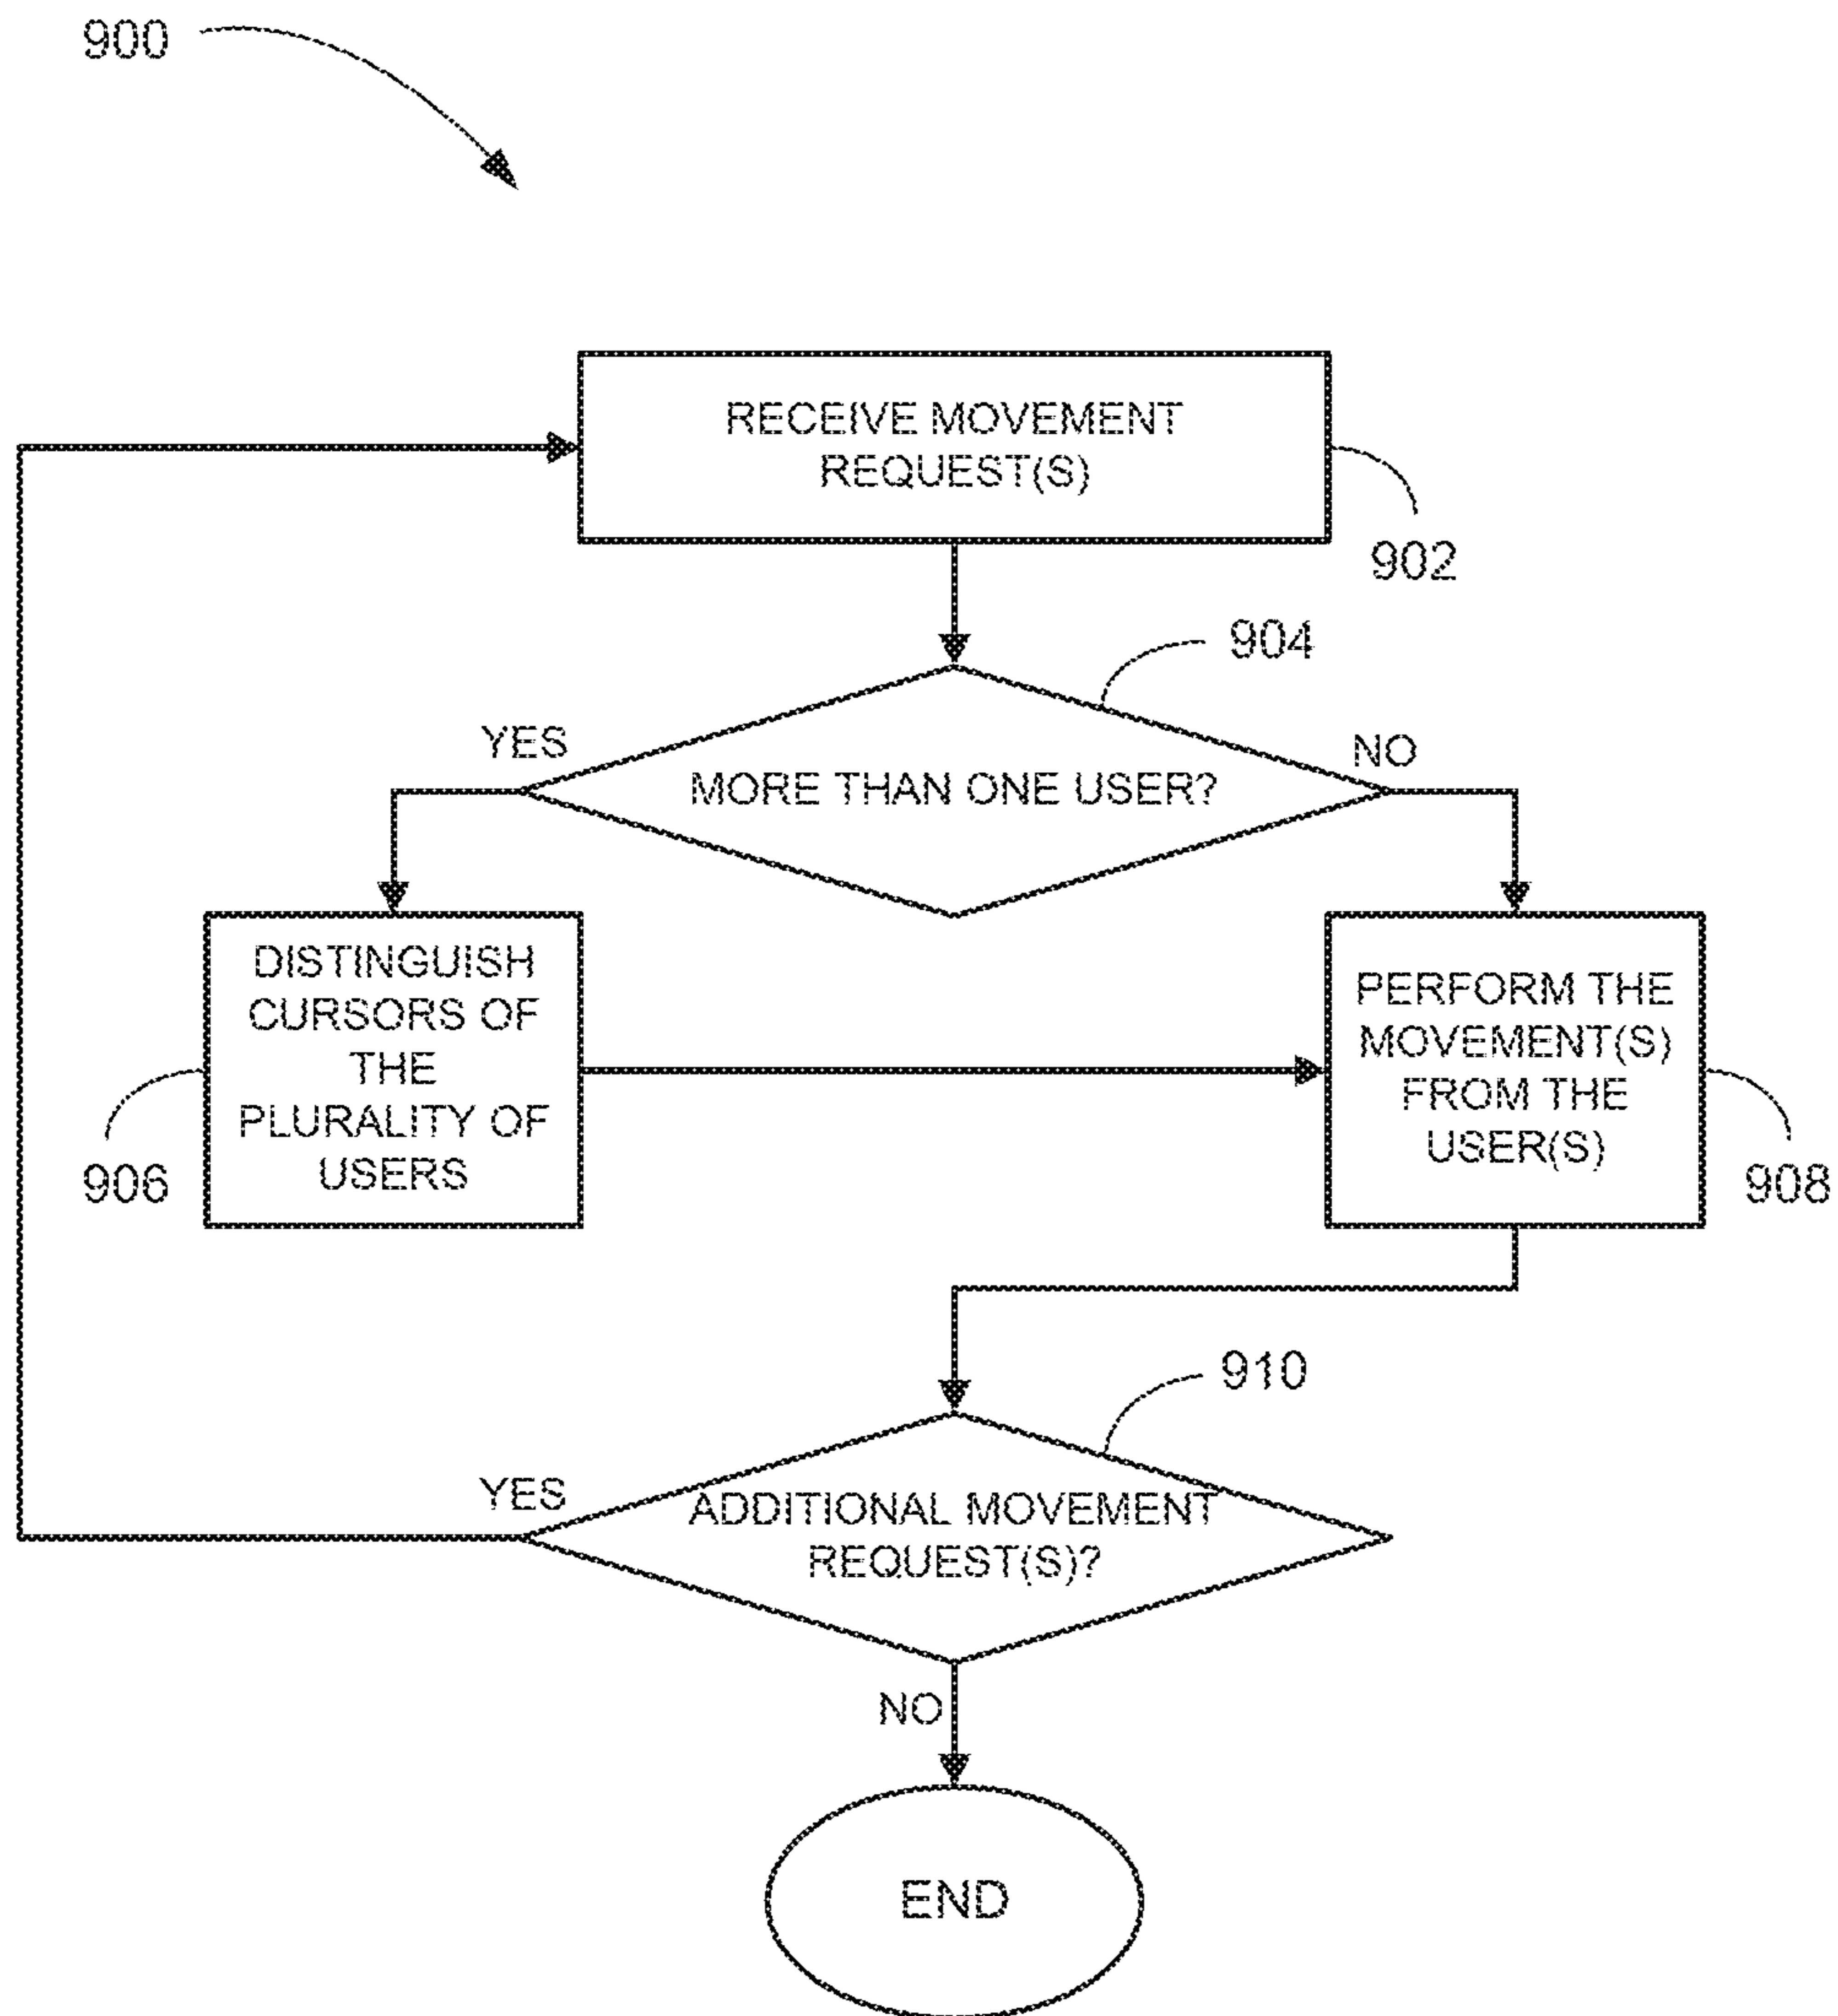 900
RECEIVE MOVEMENT
REQUEST(S)
902
904
YES
NO
MORE THAN ONE USER?
DISTINGUISH
CURSORS OF
THE
PLURALITY OF
USERS
906
PERFORM THE
MOVEMENT(S)
FROM THE
USER(S)
908
910
YES
ADDITIONAL MOVEMENT
REQUEST(S)?
NO
END